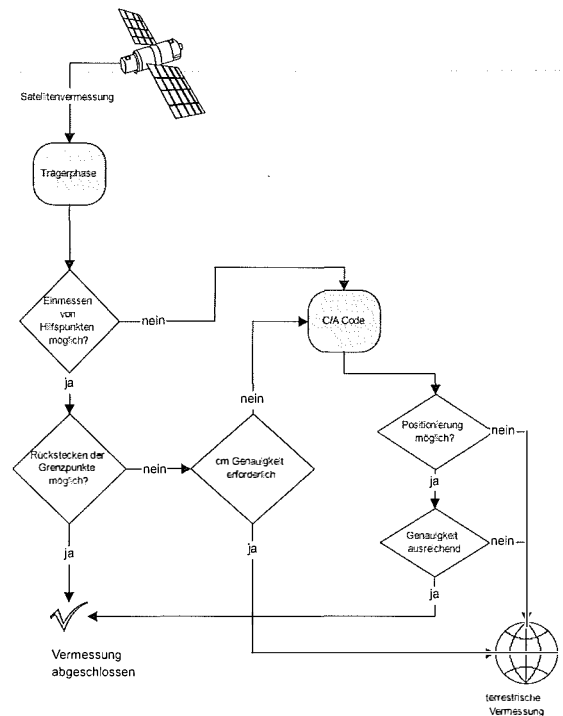 Satellitenvermessung
Trägerphase
Einmessen
von
Hilfspunkten
möglich?
nein
C/A Code
ja
nein
Positionierung
möglich?
nein
Rückstecken der
Grenzpunkte
möglich?
nein
cm Genauigkeit
erforderlich
ja
Genauigkeit
ausreichend
nein
ja
ja
ja
Vermessung
abgeschlossen
terrestrische
Vermessung